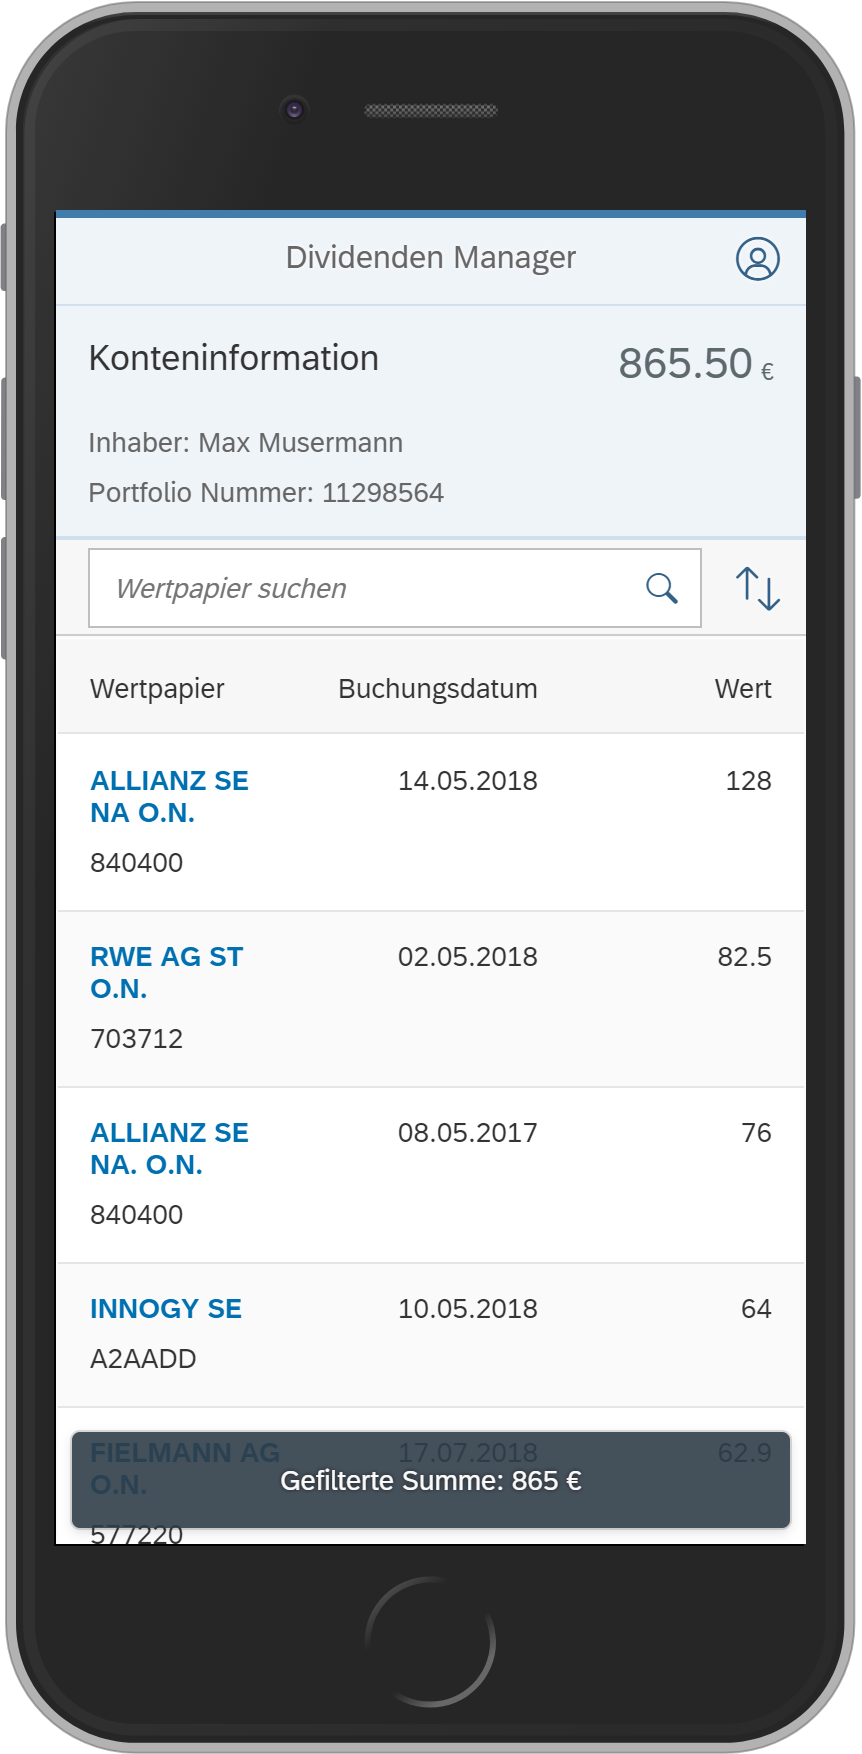 Dividenden Manager
Konteninformation 865.50 €
Inhaber: Max Musermann
Portfolio Nummer: 11298564
Wertpapier suchen
Wertpapier Buchungsdatum Wert
ALLIANZ SE 14.05.2018 128
NA O.N.
840400
RWE AG ST 02.05.2018 82.5
O.N.
703712
ALLIANZ SE 08.05.2017 76
NA. O.N.
840400
INNOGY SE 10.05.2018 64
A2AADD
FIELMANN AG 17.07.2018 62.9
O.N.
Gefilterte Summe: 865 €
577220